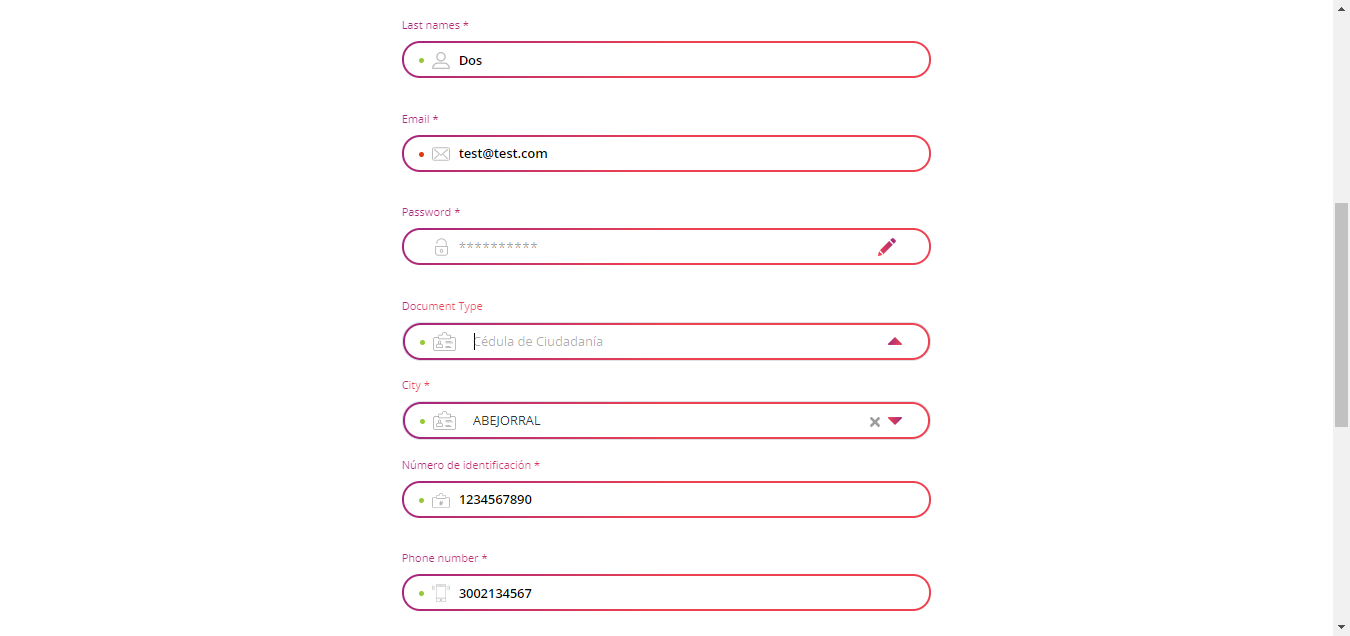 Last names *
Dos
Email *
test@test.com
Password *
**********
Document Type
Cédula de Ciudadanía
City *
ABEJORRAL
Número de identificación *
1234567890
Phone number *
3002134567